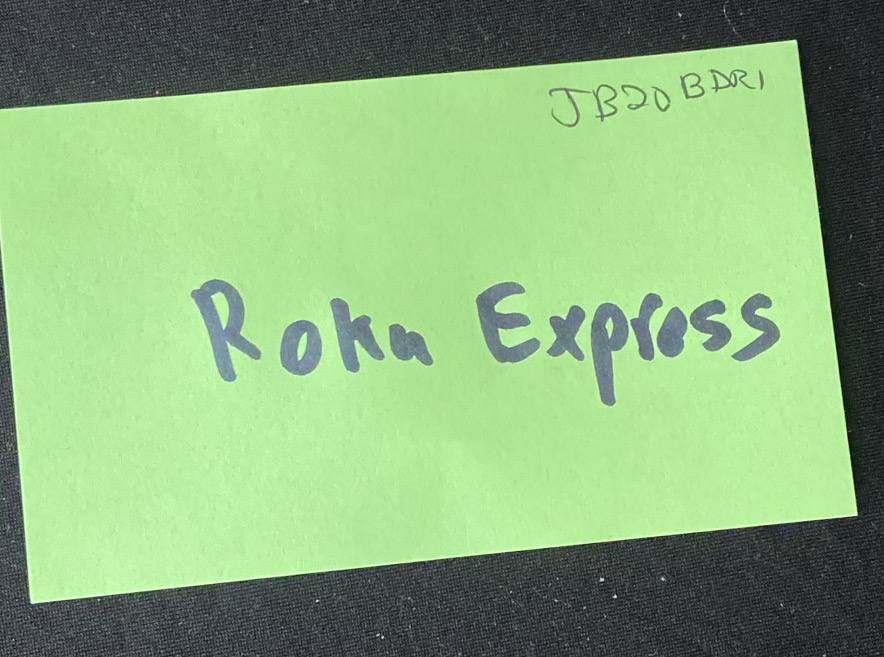 JB20BDR1
Roku Express